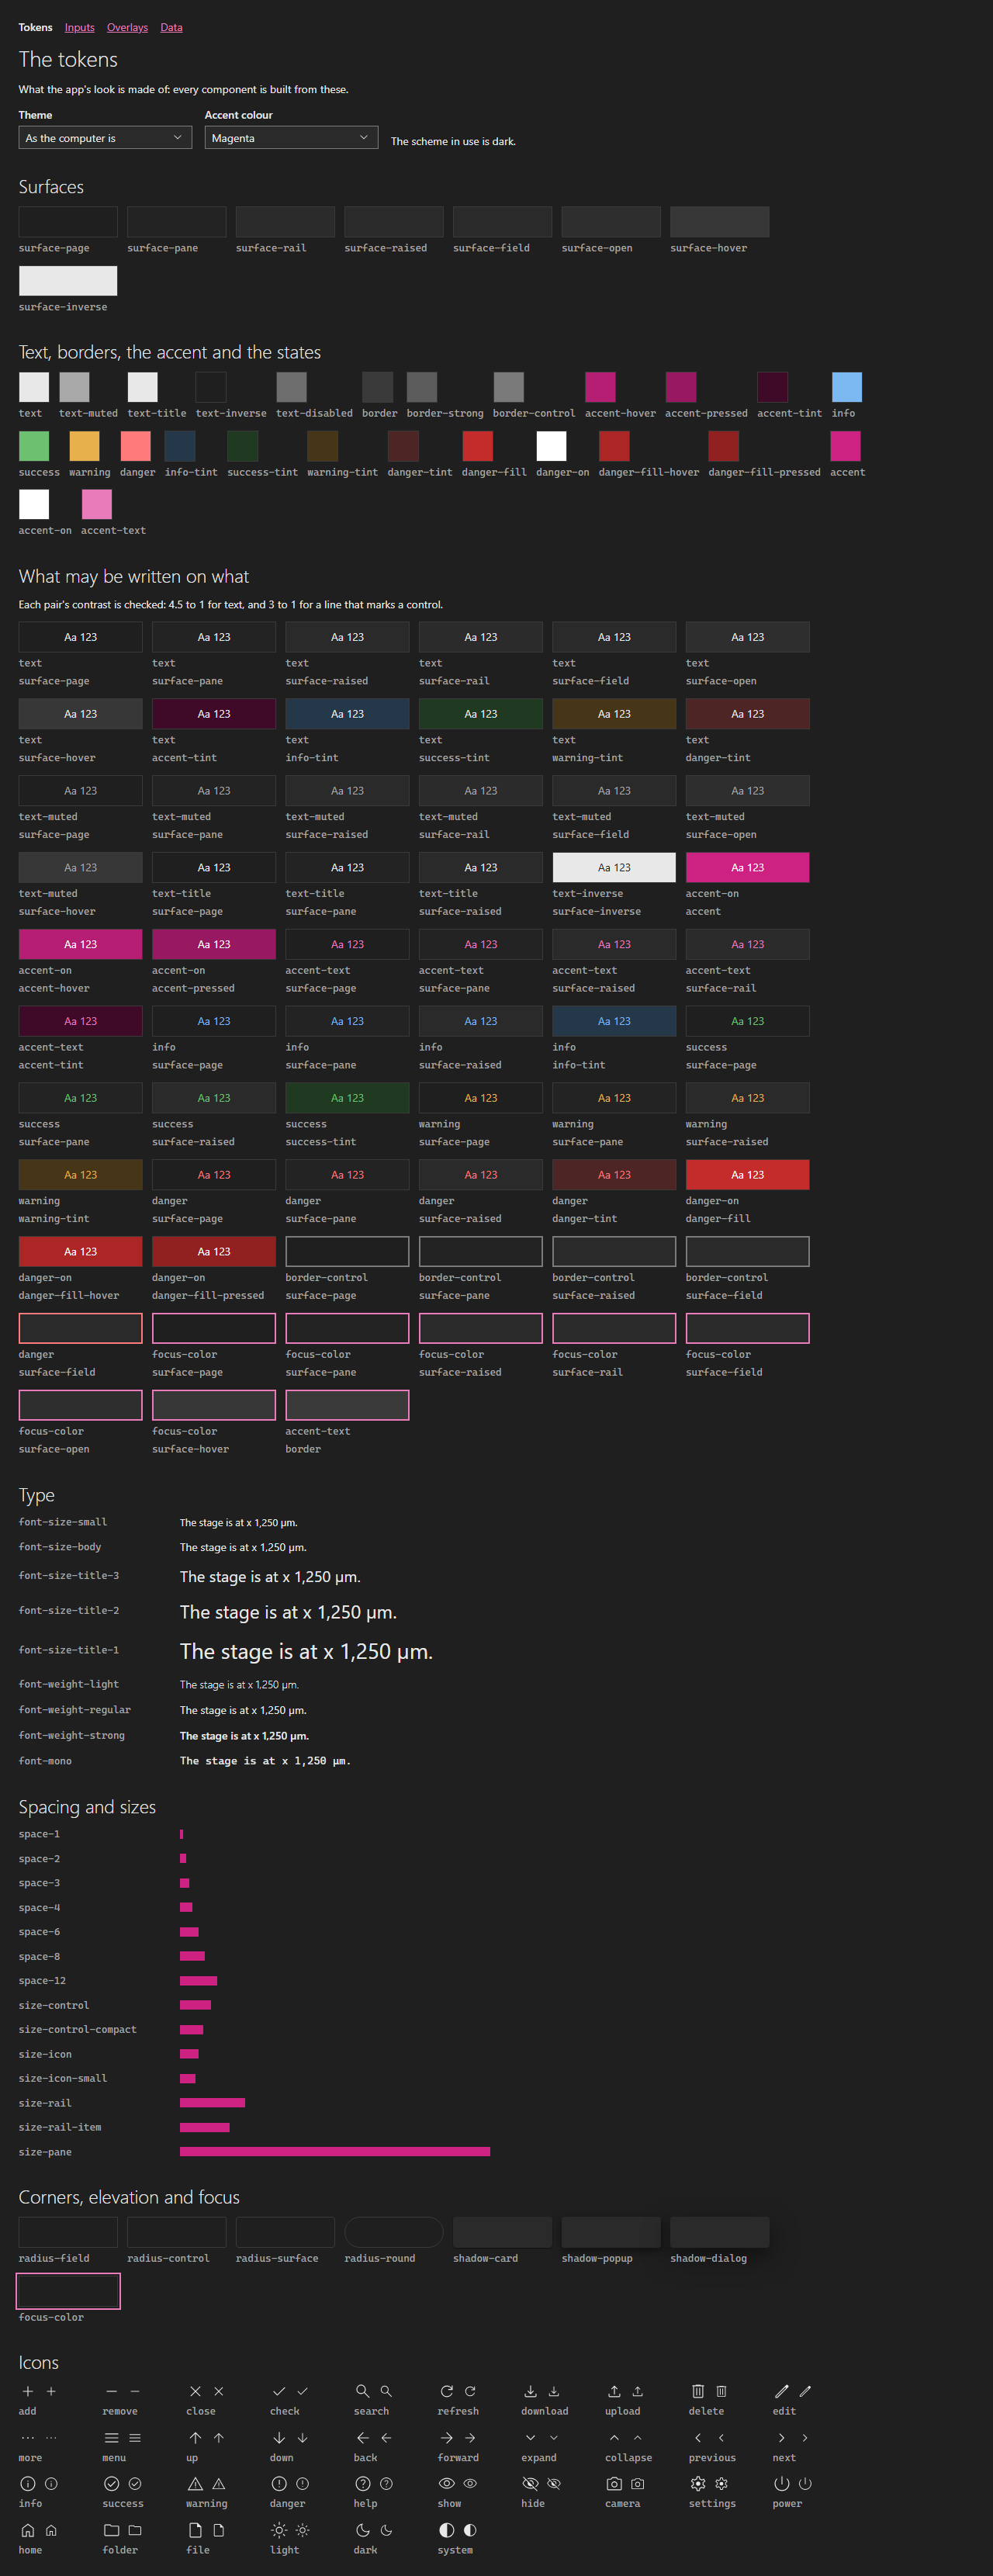 Tokens Inputs Overlays Data
The tokens
What the app's look is made of: every component is built from these.
Theme Accent colour
As the computer is Magenta The scheme in use is dark.
Surfaces
surface-page surface-pane surface-rail surface-raised surface-field surface-open surface-hover
surface-inverse
Text, borders, the accent and the states
text text-muted text-title text-inverse text-disabled border border-strong border-control accent-hover accent-pressed accent-tint info
success warning danger info-tint success-tint warning-tint danger-tint danger-fill danger-on danger-fill-hover danger-fill-pressed accent
accent-on accent-text
What may be written on what
Each pair's contrast is checked: 4.5 to 1 for text, and 3 to 1 for a line that marks a control.
Aa 123 Aa 123 Aa 123 Aa 123 Aa 123 Aa 123
text text text text text text
surface-page surface-pane surface-raised surface-rail surface-field surface-open
Aa 123 Aa 123 Aa 123 Aa 123 Aa 123 Aa 123
text text text text text text
surface-hover accent-tint info-tint success-tint warning-tint danger-tint
Aa 123 Aa 123 Aa 123 Aa 123 Aa 123 Aa 123
text-muted text-muted text-muted text-muted text-muted text-muted
surface-page surface-pane surface-raised surface-rail surface-field surface-open
Aa 123 Aa 123 Aa 123 Aa 123 Aa 123 Aa 123
text-muted text-title text-title text-title text-inverse accent-on
surface-hover surface-page surface-pane surface-raised surface-inverse accent
Aa 123 Aa 123 Aa 123 Aa 123 Aa 123 Aa 123
accent-on accent-on accent-text accent-text accent-text accent-text
accent-hover accent-pressed surface-page surface-pane surface-raised surface-rail
Aa 123 Aa 123 Aa 123 Aa 123 Aa 123 Aa 123
accent-text info info info info success
accent-tint surface-page surface-pane surface-raised info-tint surface-page
Aa 123 Aa 123 Aa 123 Aa 123 Aa 123 Aa 123
success success success warning warning warning
surface-pane surface-raised success-tint surface-page surface-pane surface-raised
Aa 123 Aa 123 Aa 123 Aa 123 Aa 123 Aa 123
warning danger danger danger danger danger-on
warning-tint surface-page surface-pane surface-raised danger-tint danger-fill
Aa 123 Aa 123
danger-on danger-on border-control border-control border-control border-control
danger-fill-hover danger-fill-pressed surface-page surface-pane surface-raised surface-field
danger focus-color focus-color focus-color focus-color focus-color
surface-field surface-page surface-pane surface-raised surface-rail surface-field
focus-color focus-color accent-text
surface-open surface-hover border
Type
font-size-small The stage is at x 1,250 µm.
font-size-body The stage is at x 1,250 µm.
font-size-title-3 The stage is at x 1,250 µm.
font-size-title-2 The stage is at x 1,250 µm.
font-size-title-1 The stage is at x 1,250 µm.
font-weight-light The stage is at x 1,250 µm.
font-weight-regular The stage is at x 1,250 µm.
font-weight-strong The stage is at x 1,250 µm.
font-mono The stage is at x 1,250 µm.
Spacing and sizes
space-1
space-2
space-3
space-4
space-6
space-8
space-12
size-control
size-control-compact
size-icon
size-icon-small
size-rail
size-rail-item
size-pane
Corners, elevation and focus
radius-field radius-control radius-surface radius-round shadow-card shadow-popup shadow-dialog
focus-color
Icons
add remove close check search refresh download upload delete edit
more menu up down back forward expand collapse previous next
info success warning danger help show hide camera settings power
home folder file light dark system